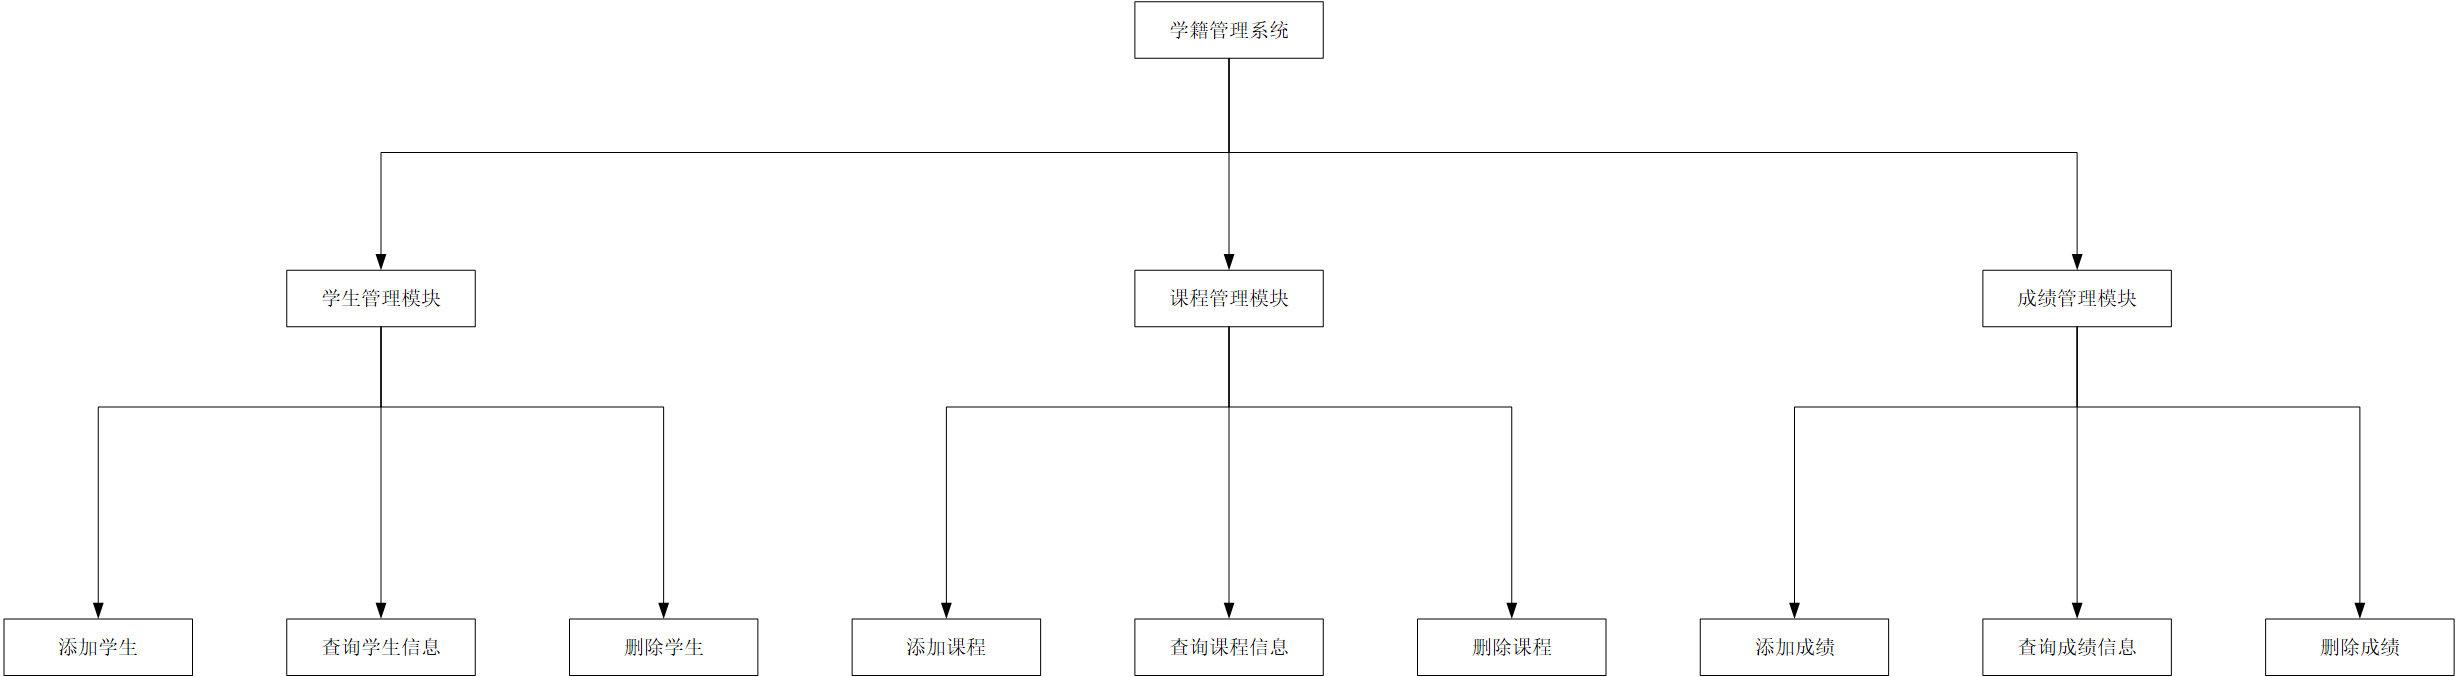 学籍管理系统
学生管理模块
课程管理模块
成绩管理模块
添加学生
查询学生信息
删除学生
添加课程
查询课程信息
删除课程
添加成绩
查询成绩信息
删除成绩